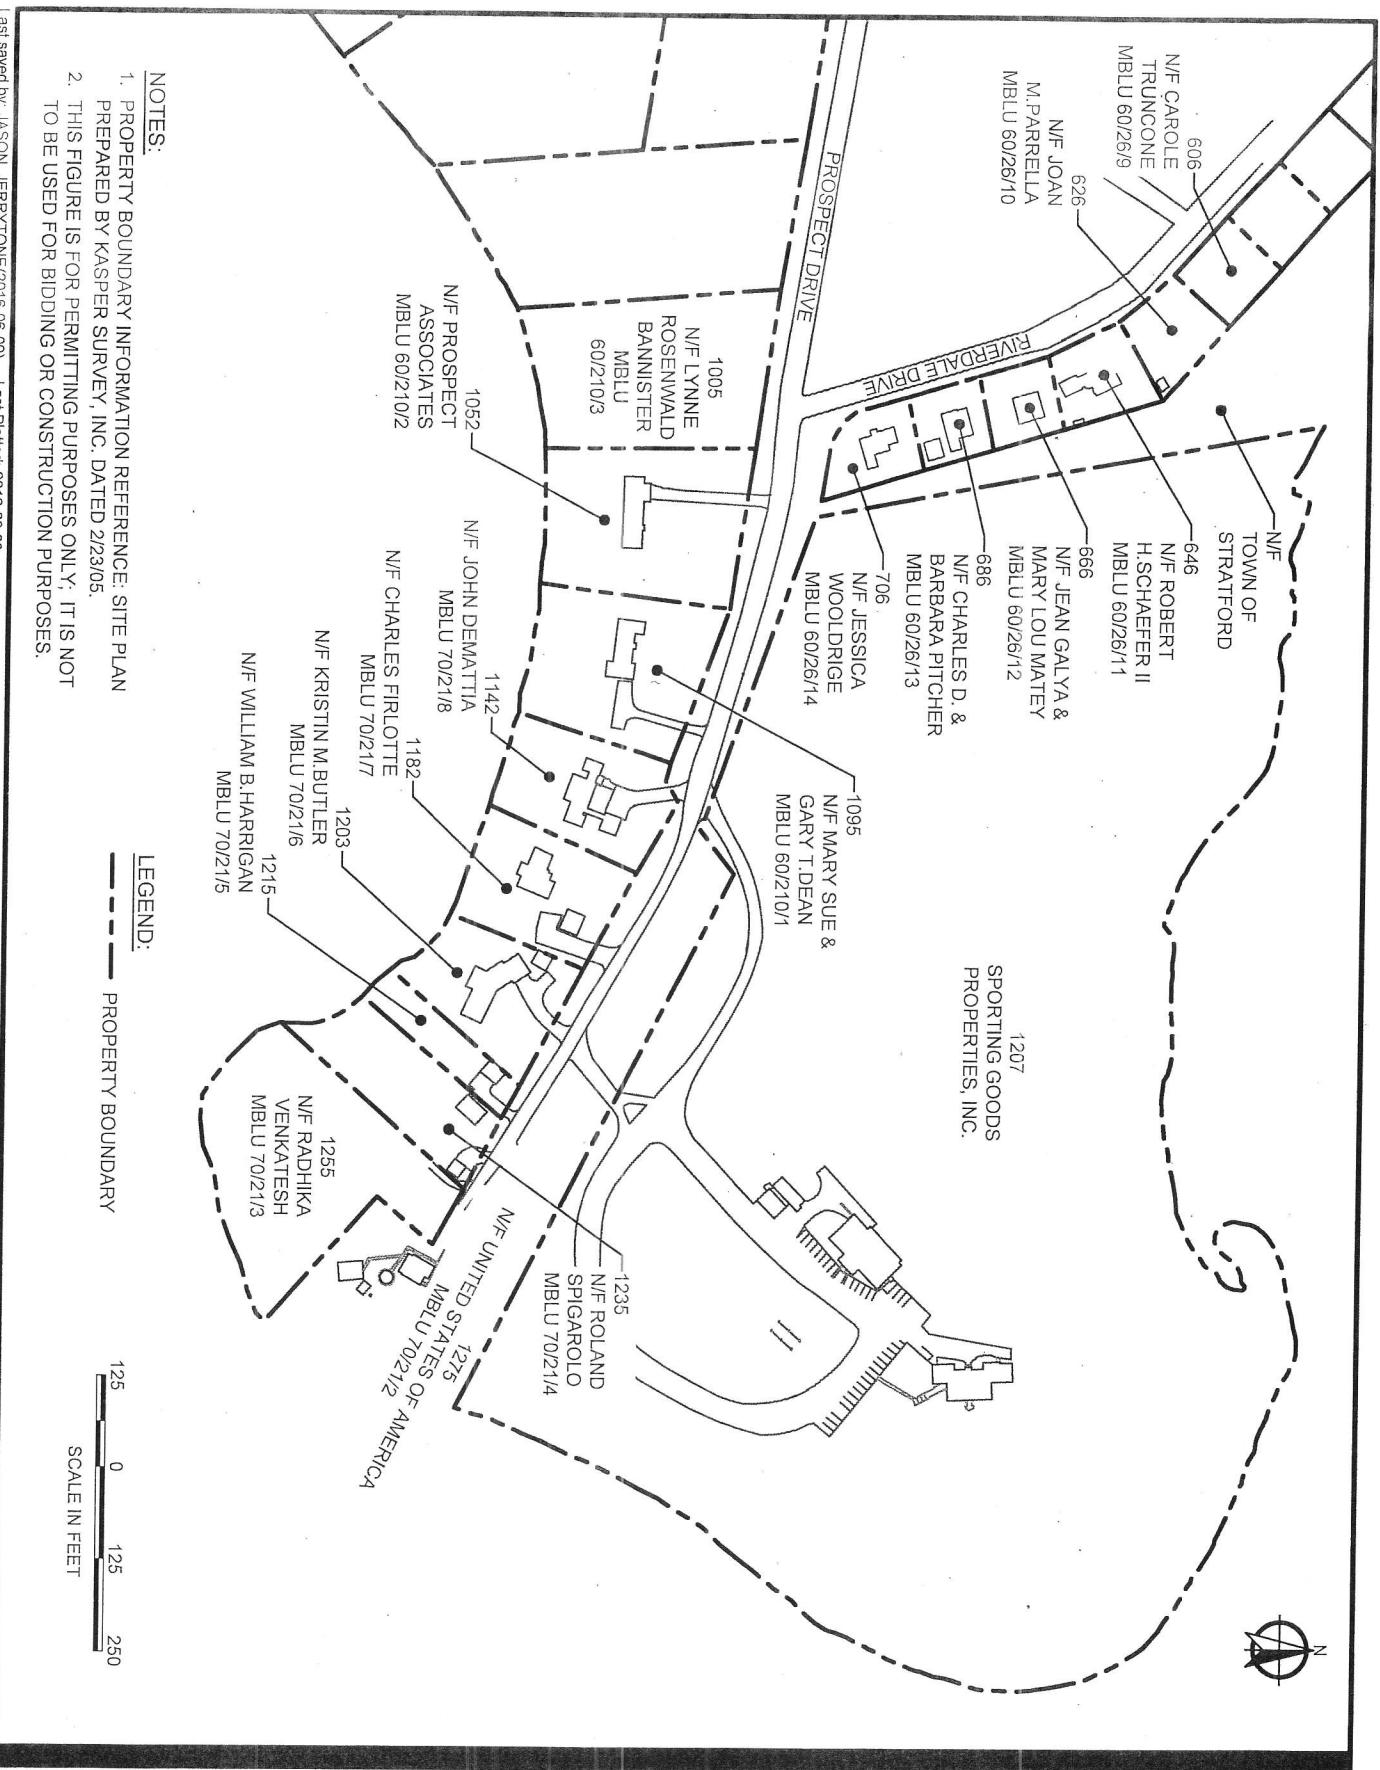 606
N/F CAROLE
TRUNCONE
MBLU 60/26/9
626
N/F JOAN
M.PARRELLA
MBLU 60/26/10
N/F
TOWN OF
STRATFORD
646
N/F ROBERT
H.SCHAEFER II
MBLU 60/26/11
666
N/F JEAN GALYA &
MARY LOU MATEY
MBLU 60/26/12
686
N/F CHARLES D. &
BARBARA PITCHER
MBLU 60/26/13
706
N/F JESSICA
WOOLDRIGE
MBLU 60/26/14
RIVERDALE DRIVE
PROSPECT DRIVE
1207
SPORTING GOODS
PROPERTIES, INC.
1095
N/F MARY SUE &
GARY T.DEAN
MBLU 60/210/1
1005
N/F LYNNE
ROSENWALD
BANNISTER
MBLU
60/210/3
1052
N/F PROSPECT
ASSOCIATES
MBLU 60/210/2
1142
N/F JOHN DEMATTIA
MBLU 70/21/8
1182
N/F CHARLES FIRLOTTE
MBLU 70/21/7
1203
N/F KRISTIN M.BUTLER
MBLU 70/21/6
1215
N/F WILLIAM B.HARRIGAN
MBLU 70/21/5
1235
N/F ROLAND
SPIGAROLO
MBLU 70/21/4
1275
N/F UNITED STATES OF AMERICA
MBLU 70/21/2
1255
N/F RADHIKA
VENKATESH
MBLU 70/21/3
N
NOTES:
1. PROPERTY BOUNDARY INFORMATION REFERENCE: SITE PLAN
PREPARED BY KASPER SURVEY, INC. DATED 2/23/05.
2. THIS FIGURE IS FOR PERMITTING PURPOSES ONLY; IT IS NOT
TO BE USED FOR BIDDING OR CONSTRUCTION PURPOSES.
LEGEND:
PROPERTY BOUNDARY
125 0 125 250
SCALE IN FEET
Last saved by: JASON